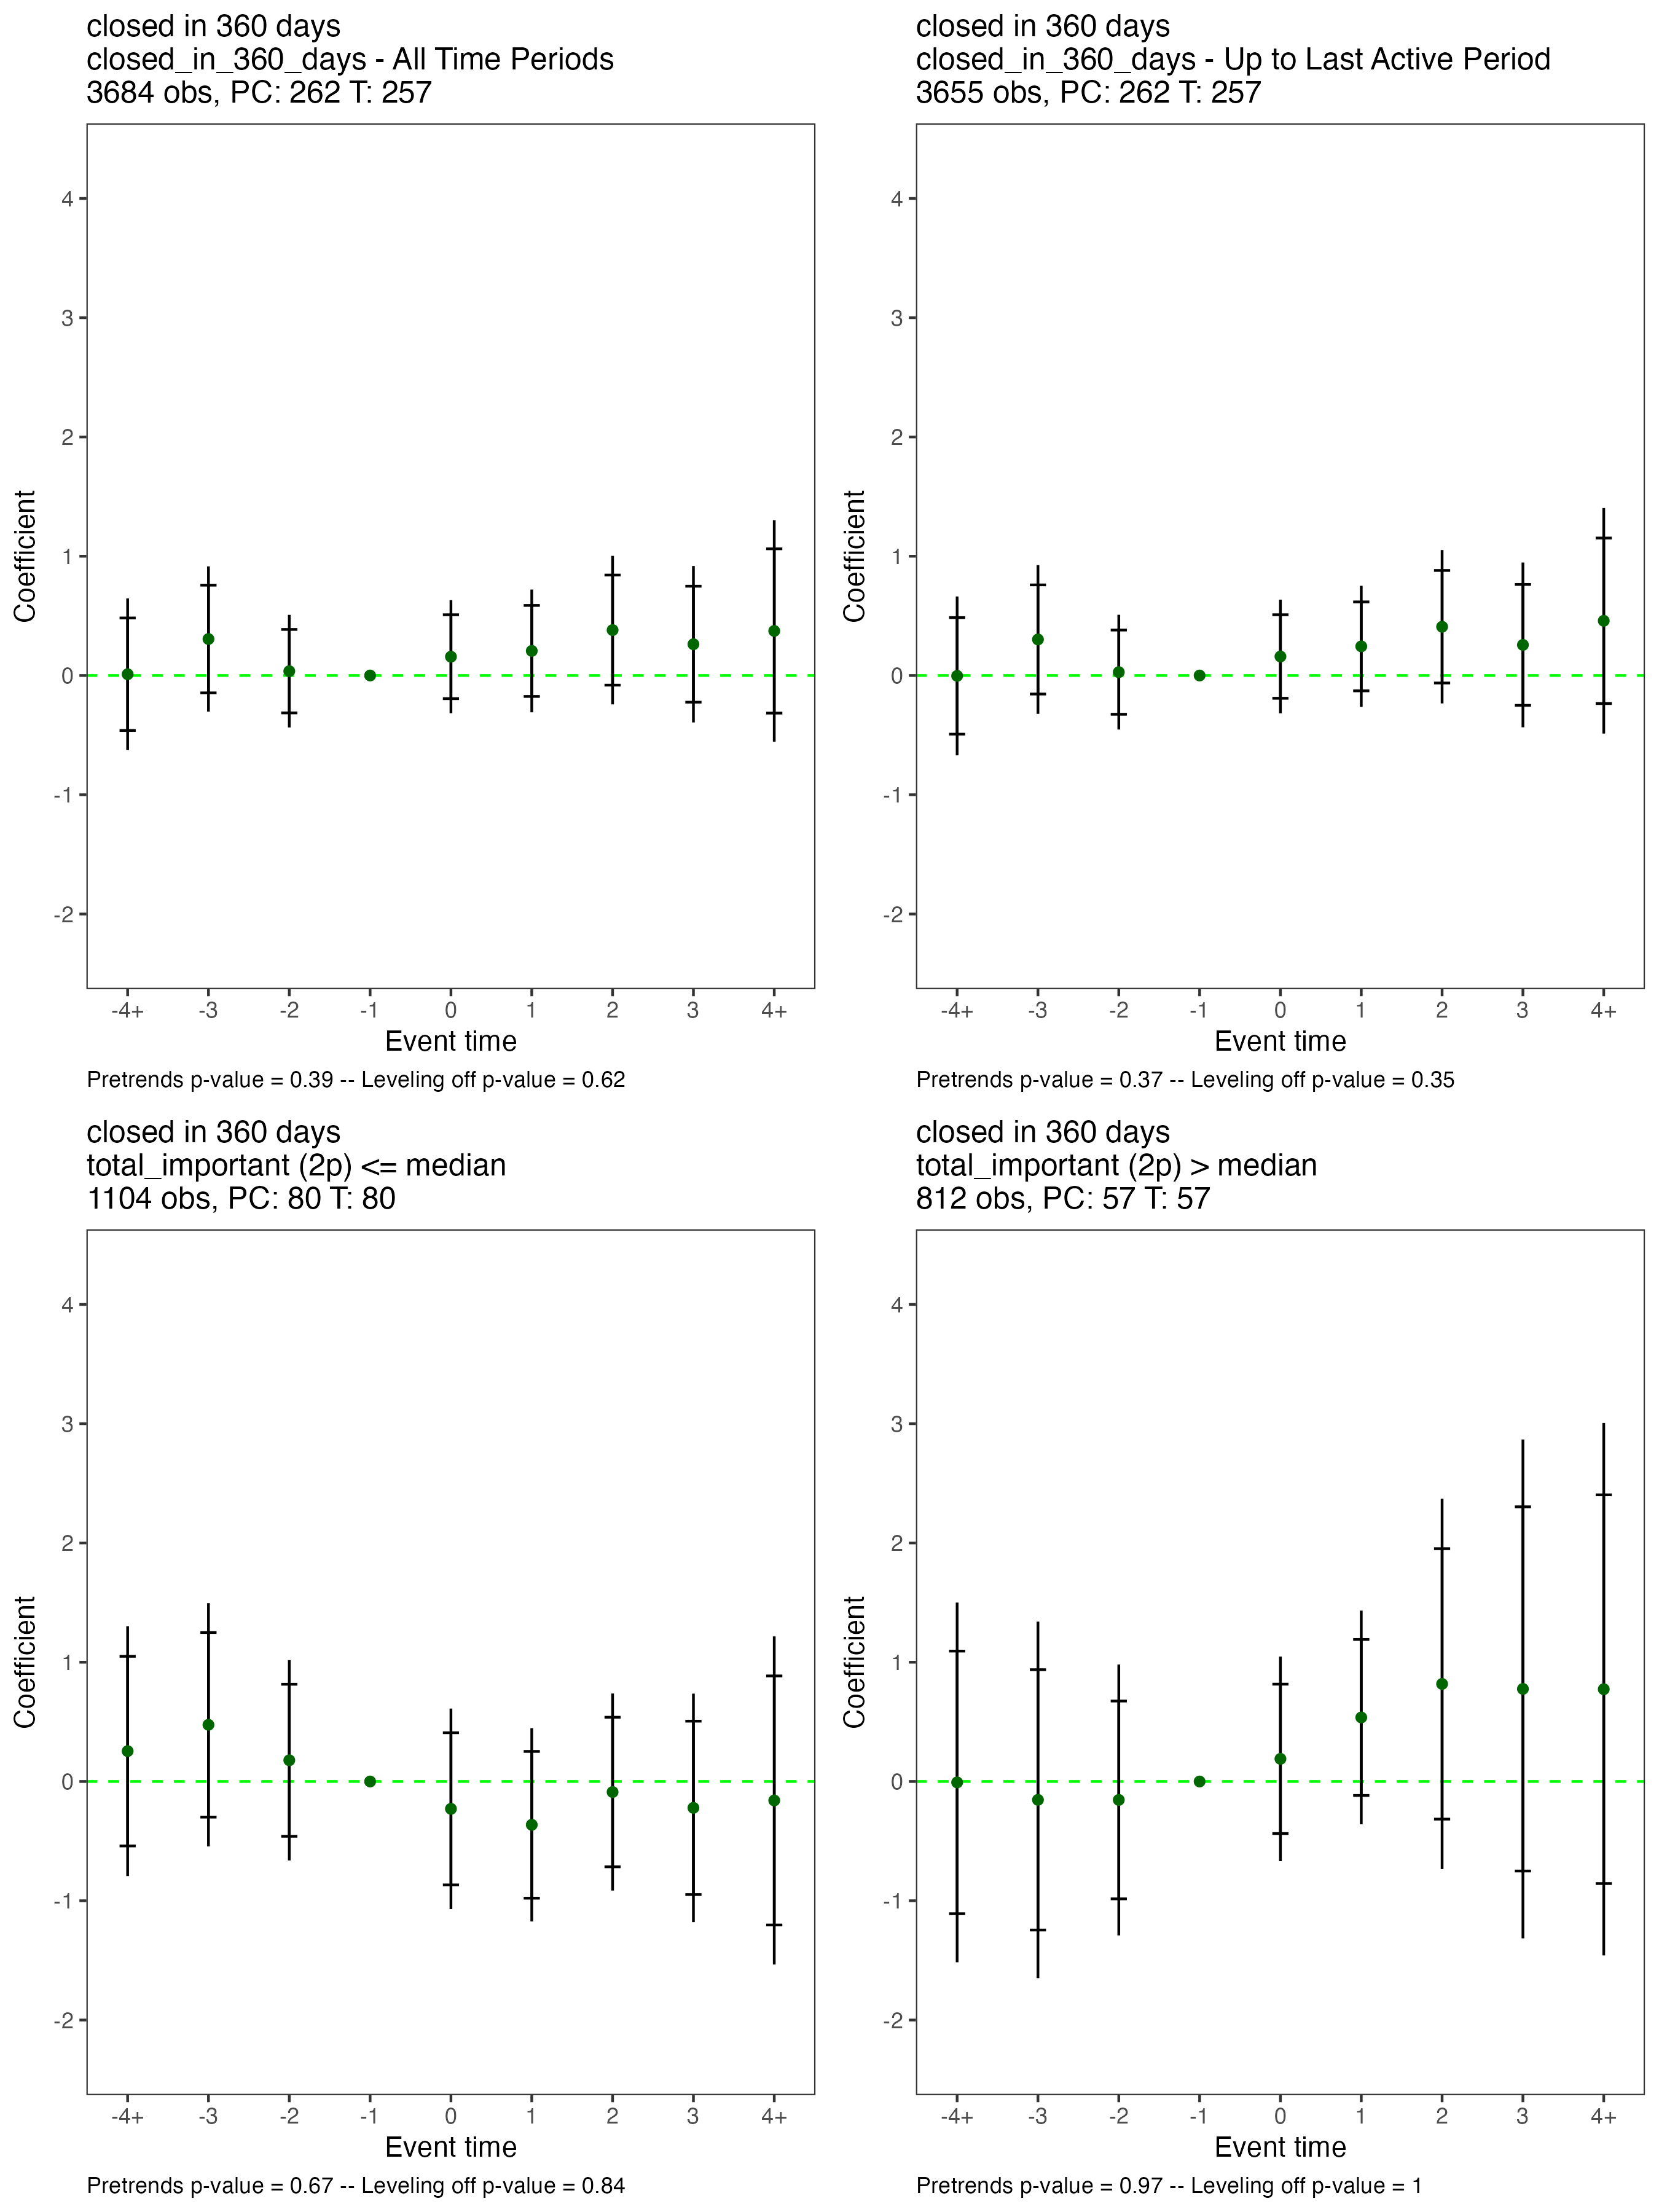 closed in 360 days
closed_in_360_days - All Time Periods
3684 obs, PC: 262 T: 257
4
3
2
1
0
-1
-2
Coefficient
-4+ -3 -2 -1 0 1 2 3 4+
Event time
Pretrends p-value = 0.39 -- Leveling off p-value = 0.62
closed in 360 days
closed_in_360_days - Up to Last Active Period
3655 obs, PC: 262 T: 257
4
3
2
1
0
-1
-2
Coefficient
-4+ -3 -2 -1 0 1 2 3 4+
Event time
Pretrends p-value = 0.37 -- Leveling off p-value = 0.35
closed in 360 days
total_important (2p) <= median
1104 obs, PC: 80 T: 80
4
3
2
1
0
-1
-2
Coefficient
-4+ -3 -2 -1 0 1 2 3 4+
Event time
Pretrends p-value = 0.67 -- Leveling off p-value = 0.84
closed in 360 days
total_important (2p) > median
812 obs, PC: 57 T: 57
4
3
2
1
0
-1
-2
Coefficient
-4+ -3 -2 -1 0 1 2 3 4+
Event time
Pretrends p-value = 0.97 -- Leveling off p-value = 1